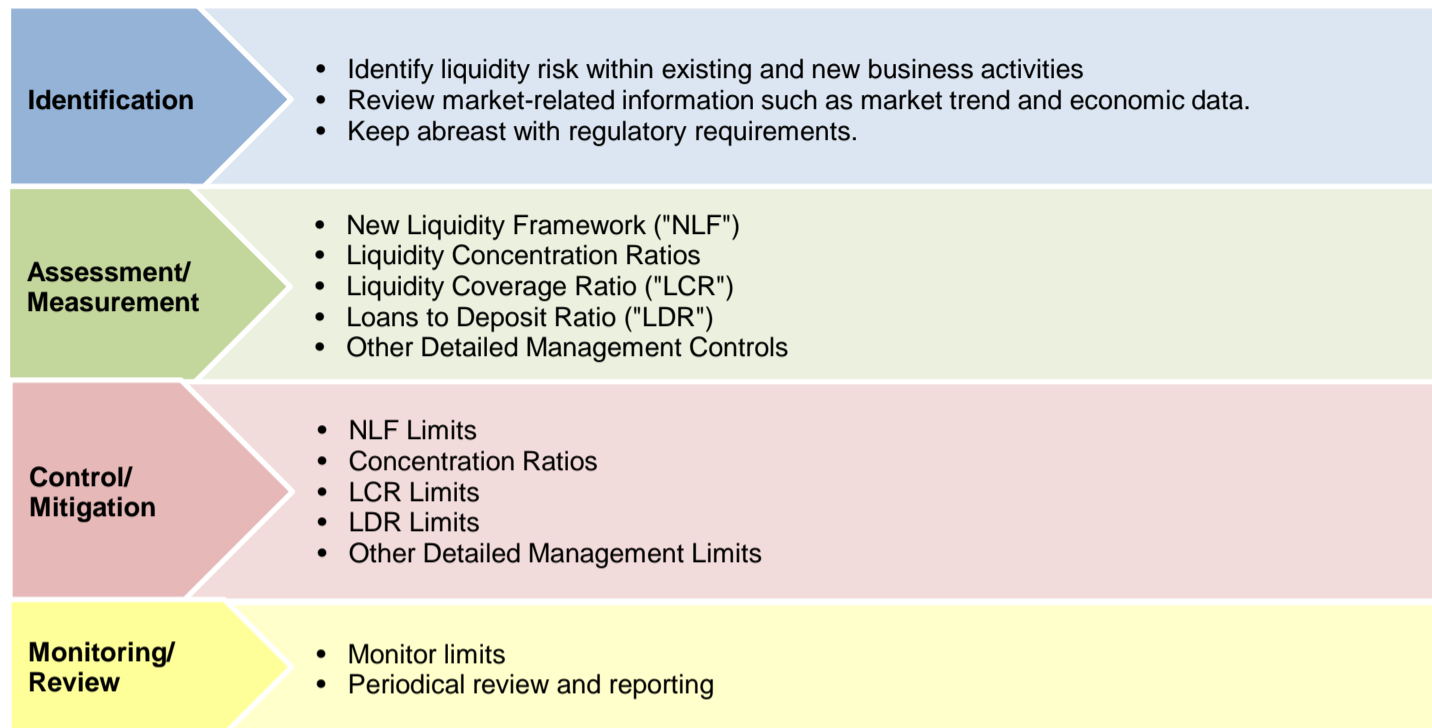 Identification
• Identify liquidity risk within existing and new business activities
• Review market-related information such as market trend and economic data.
• Keep abreast with regulatory requirements.
Assessment/
Measurement
• New Liquidity Framework ("NLF")
• Liquidity Concentration Ratios
• Liquidity Coverage Ratio ("LCR")
• Loans to Deposit Ratio ("LDR")
• Other Detailed Management Controls
Control/
Mitigation
• NLF Limits
• Concentration Ratios
• LCR Limits
• LDR Limits
• Other Detailed Management Limits
Monitoring/
Review
• Monitor limits
• Periodical review and reporting